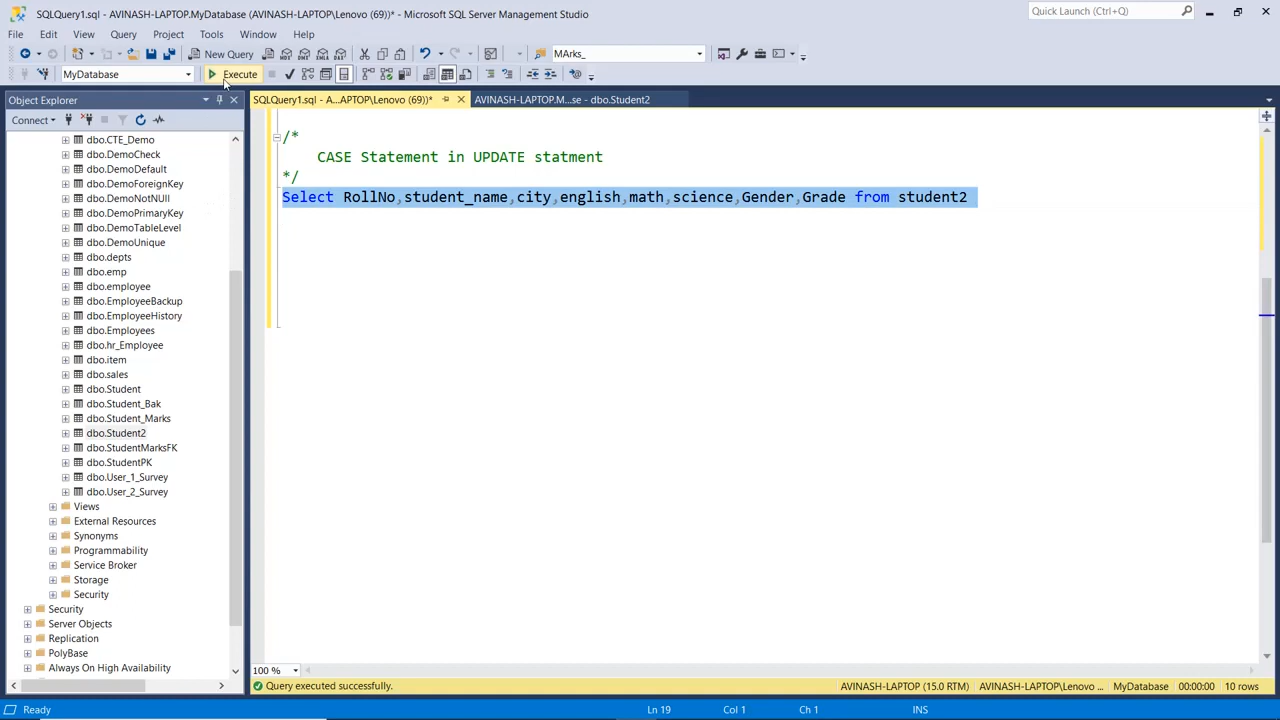 SQLQuery1.sql - AVINASH-LAPTOP.MyDatabase (AVINASH-LAPTOP\Lenovo (69))* - Microsoft SQL Server Management Studio
Quick Launch (Ctrl+Q)
File Edit View Query Project Tools Window Help
New Query MDX DMX XMLA DAX MArks_
MyDatabase Execute
Object Explorer
SQLQuery1.sql - A...APTOP\Lenovo (69))* AVINASH-LAPTOP.M...se - dbo.Student2
Connect
dbo.CTE_Demo
dbo.DemoCheck
dbo.DemoDefault
dbo.DemoForeignKey
dbo.DemoNotNUll
dbo.DemoPrimaryKey
dbo.DemoTableLevel
dbo.DemoUnique
dbo.depts
dbo.emp
dbo.employee
dbo.EmployeeBackup
dbo.EmployeeHistory
dbo.Employees
dbo.hr_Employee
dbo.item
dbo.sales
dbo.Student
dbo.Student_Bak
dbo.Student_Marks
dbo.Student2
dbo.StudentMarksFK
dbo.StudentPK
dbo.User_1_Survey
dbo.User_2_Survey
Views
External Resources
Synonyms
Programmability
Service Broker
Storage
Security
Security
Server Objects
Replication
PolyBase
Always On High Availability
/*
CASE Statement in UPDATE statment
*/
Select RollNo,student_name,city,english,math,science,Gender,Grade from student2
100 %
Query executed successfully. AVINASH-LAPTOP (15.0 RTM) AVINASH-LAPTOP\Lenovo ... MyDatabase 00:00:00 10 rows
Ready Ln 19 Col 1 Ch 1 INS